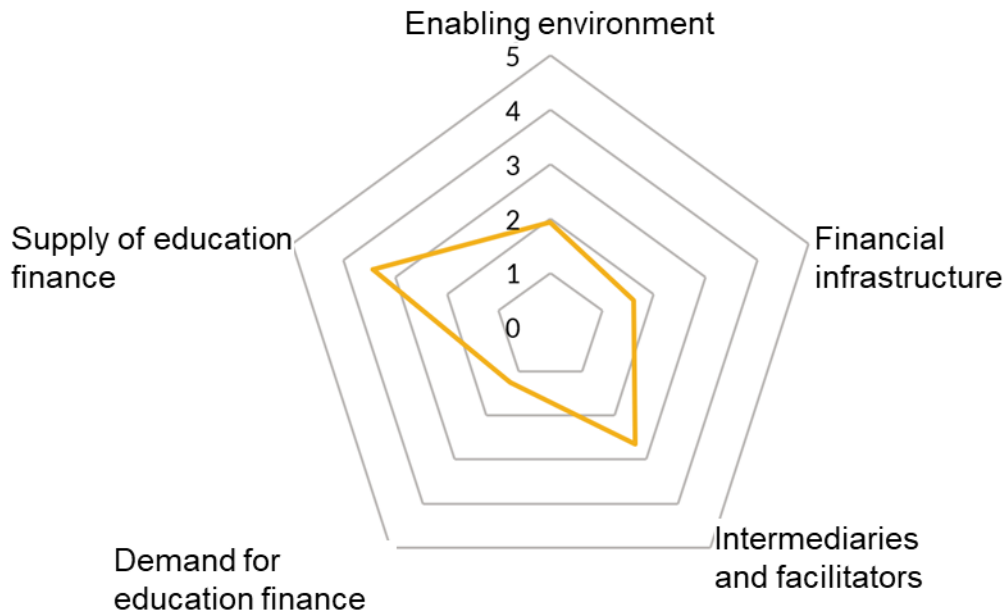 Enabling environment
5
4
3
2
1
0
Supply of education
finance
Financial
infrastructure
Demand for
education finance
Intermediaries
and facilitators